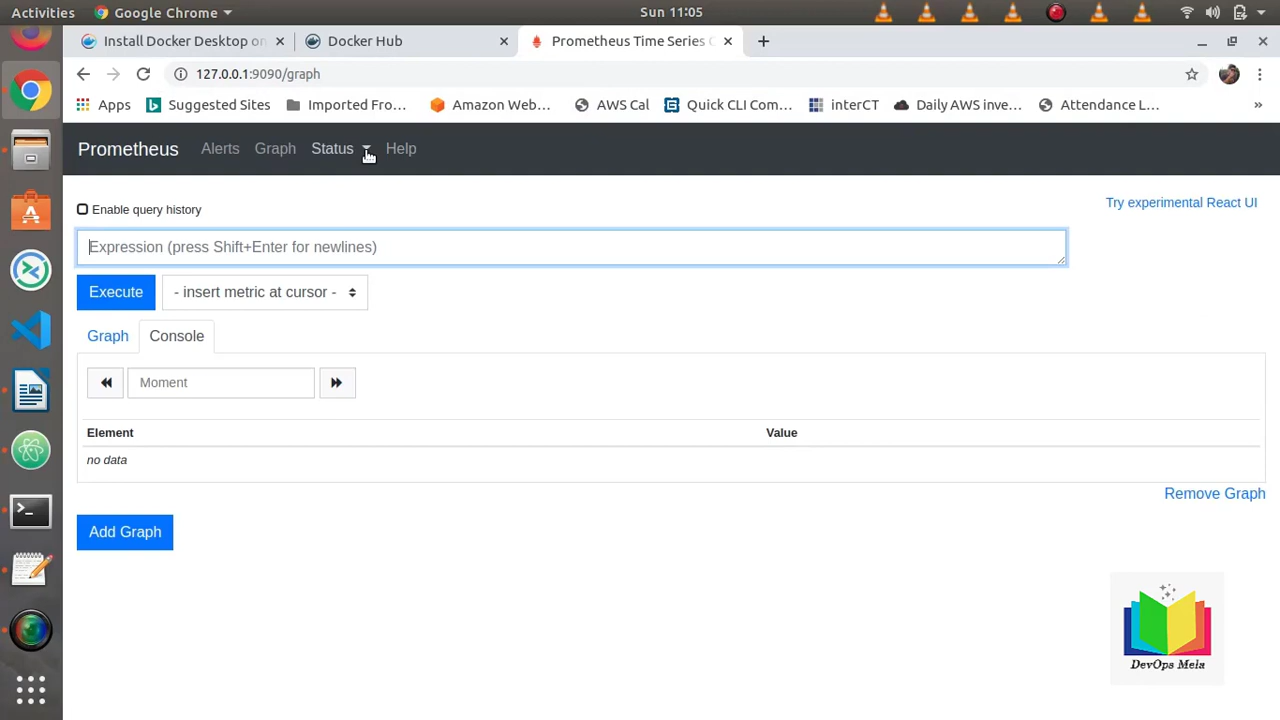 Activities Google Chrome Sun 11:05
Install Docker Desktop on Docker Hub Prometheus Time Series C
127.0.0.1:9090/graph
Apps Suggested Sites Imported Fro... Amazon Web... AWS Cal Quick CLI Com... interCT Daily AWS inve... Attendance L... »
Prometheus Alerts Graph Status Help
Enable query history Try experimental React UI
Expression (press Shift+Enter for newlines)
Execute - insert metric at cursor -
Graph Console
Moment
Element Value
no data
Remove Graph
Add Graph
DevOps Mela